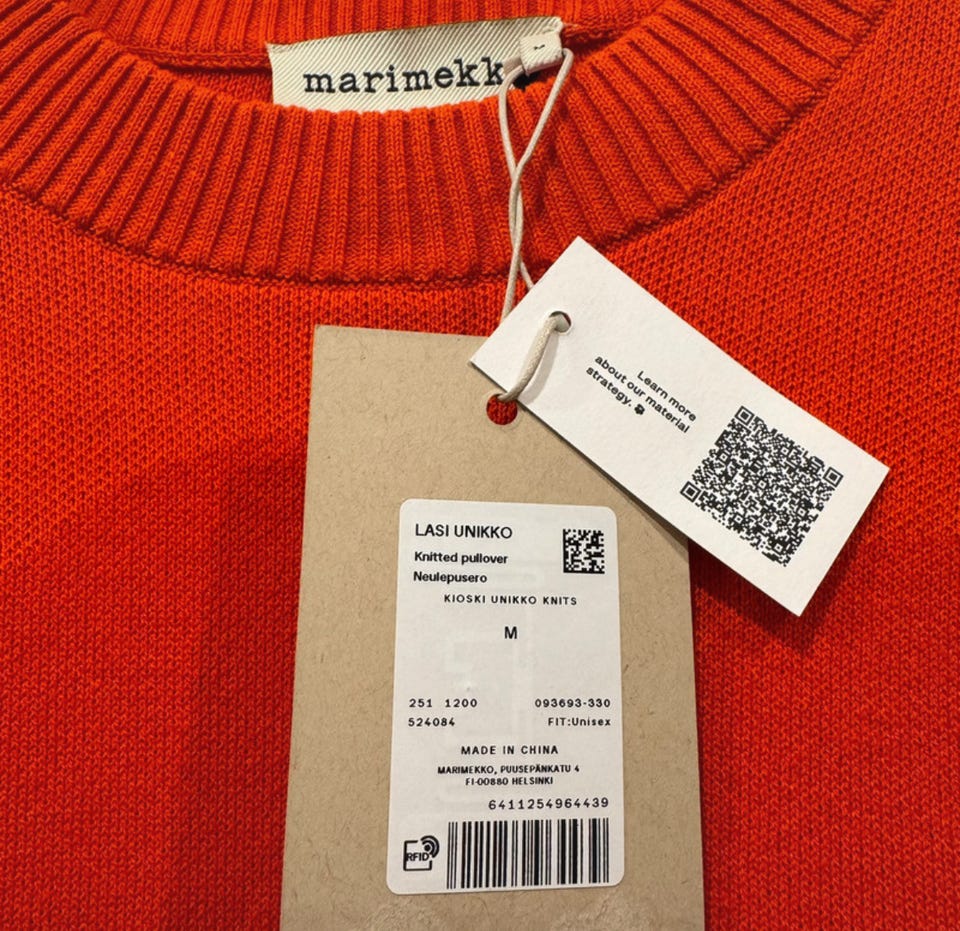 marimekk
Learn more
about our material
strategy.
LASI UNIKKO
Knitted pullover
Neulepusero
KIOSKI UNIKKO KNITS
M
251 1200 093693-330
524084 FIT:Unisex
MADE IN CHINA
MARIMEKKO, PUUSEPÄNKATU 4
FI-00880 HELSINKI
6411254964439
RFID